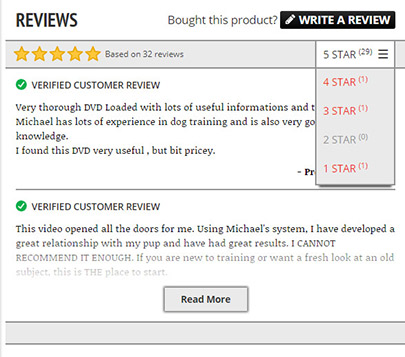 REVIEWS
Bought this product? WRITE A REVIEW
Based on 32 reviews
5 STAR (29)
4 STAR (1)
3 STAR (1)
2 STAR (0)
1 STAR (1)
VERIFIED CUSTOMER REVIEW
Very thorough DVD Loaded with lots of useful informations and
Michael has lots of experience in dog training and is also very
knowledge.
I found this DVD very useful , but bit pricey.
VERIFIED CUSTOMER REVIEW
This video opened all the doors for me. Using Michael's system, I have developed a
great relationship with my pup and have had great results. I CANNOT
RECOMMEND IT ENOUGH. If you are new to training or want a fresh look at an old
subject, this is THE place to start.
Read More